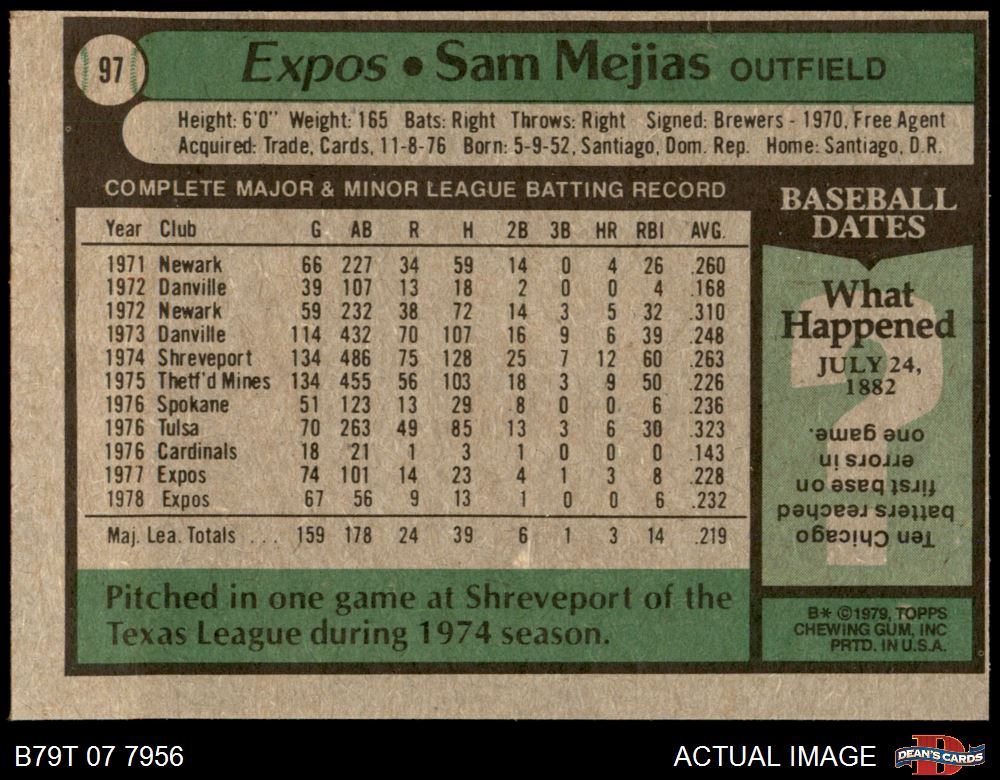 97
Expos • Sam Mejias OUTFIELD
Height: 6'0" Weight: 165 Bats: Right Throws: Right Signed: Brewers - 1970, Free Agent
Acquired: Trade, Cards, 11-8-76 Born: 5-9-52, Santiago, Dom. Rep. Home: Santiago, D.R.
COMPLETE MAJOR & MINOR LEAGUE BATTING RECORD
Year Club G AB R H 2B 3B HR RBI AVG.
1971 Newark 66 227 34 59 14 0 4 26 .260
1972 Danville 39 107 13 18 2 0 0 4 .168
1972 Newark 59 232 38 72 14 3 5 32 .310
1973 Danville 114 432 70 107 16 9 6 39 .248
1974 Shreveport 134 486 75 128 25 7 12 60 .263
1975 Thetf'd Mines 134 455 56 103 18 3 9 50 .226
1976 Spokane 51 123 13 29 8 0 0 6 .236
1976 Tulsa 70 263 49 85 13 3 6 30 .323
1976 Cardinals 18 21 1 3 1 0 0 0 .143
1977 Expos 74 101 14 23 4 1 3 8 .228
1978 Expos 67 56 9 13 1 0 0 6 .232
Maj. Lea. Totals ... 159 178 24 39 6 1 3 14 .219
Pitched in one game at Shreveport of the
Texas League during 1974 season.
BASEBALL
DATES
What
Happened
JULY 24,
1882
?
Ten Chicago
batters reached
first base on
errors in
one game.
B* ©1979, TOPPS
CHEWING GUM, INC
PRTD. IN U.S.A.
B79T 07 7956
ACTUAL IMAGE
D
DEAN'S CARDS